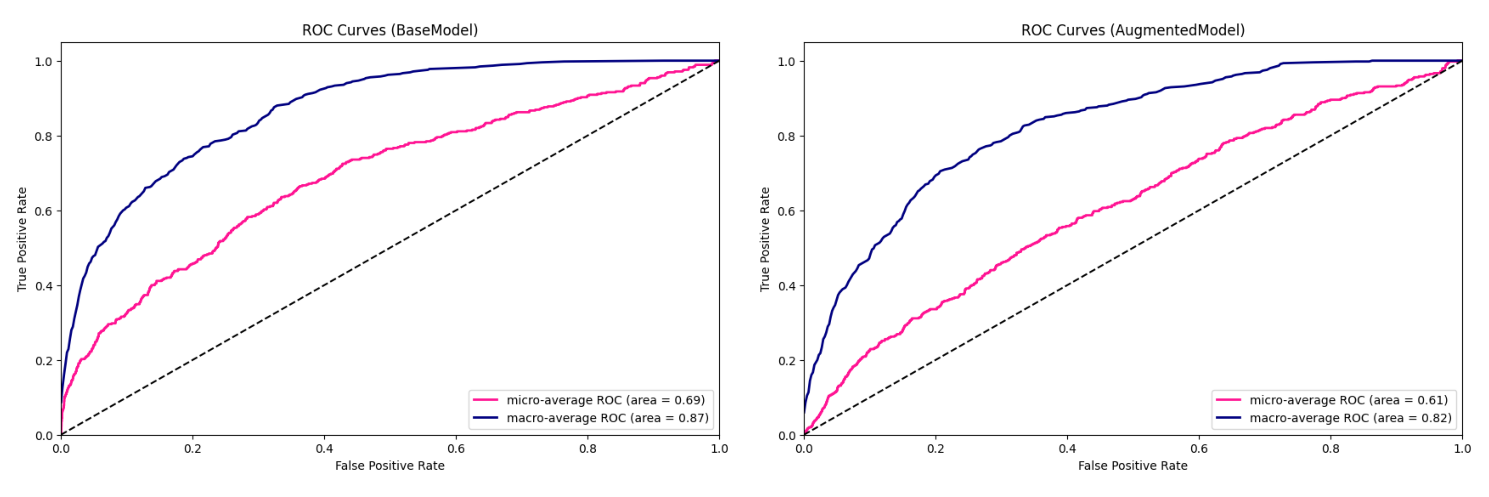 ROC Curves (BaseModel)
1.0
0.8
0.6
0.4
0.2
0.0
True Positive Rate
0.0 0.2 0.4 0.6 0.8 1.0
False Positive Rate
micro-average ROC (area = 0.69)
macro-average ROC (area = 0.87)
ROC Curves (AugmentedModel)
1.0
0.8
0.6
0.4
0.2
0.0
True Positive Rate
0.0 0.2 0.4 0.6 0.8 1.0
False Positive Rate
micro-average ROC (area = 0.61)
macro-average ROC (area = 0.82)